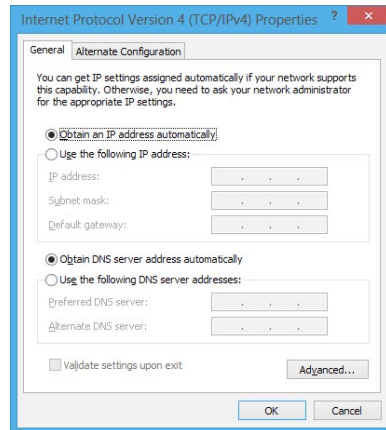 Internet Protocol Version 4 (TCP/IPv4) Properties ? ×
General Alternate Configuration
You can get IP settings assigned automatically if your network supports
this capability. Otherwise, you need to ask your network administrator
for the appropriate IP settings.
Obtain an IP address automatically
Use the following IP address:
IP address:
Subnet mask:
Default gateway:
Obtain DNS server address automatically
Use the following DNS server addresses:
Preferred DNS server:
Alternate DNS server:
Validate settings upon exit
Advanced...
OK Cancel